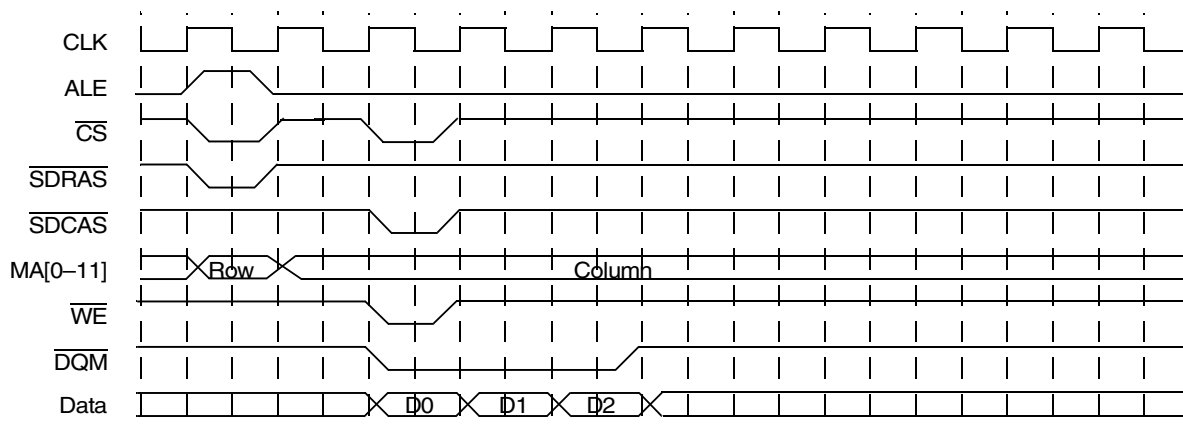 CLK
ALE
CS
SDRAS
SDCAS
MA[0–11] Row Column
WE
DQM
Data D0 D1 D2